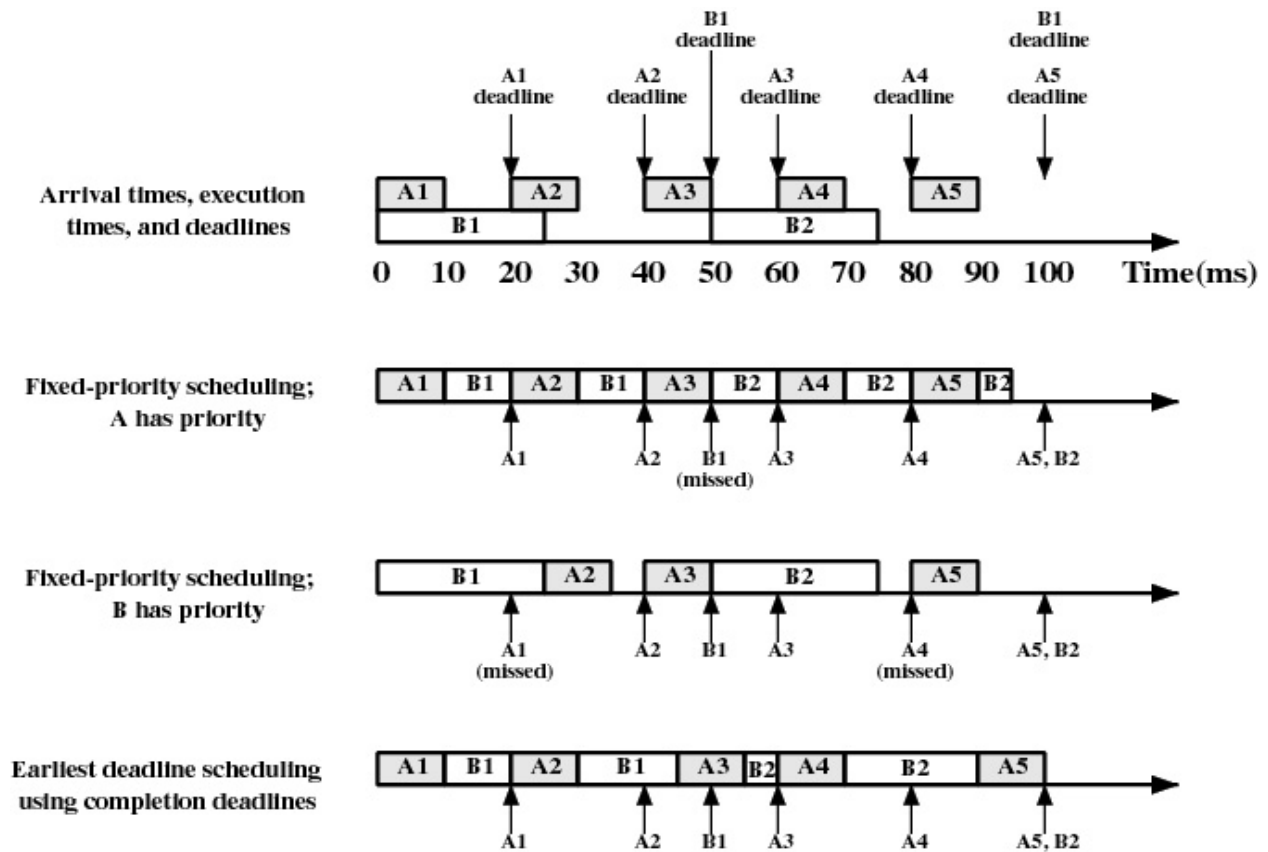 B1
deadline
B1
deadline
A1
deadline
A2
deadline
A3
deadline
A4
deadline
A5
deadline
Arrival times, execution
times, and deadlines
A1
A2
A3
A4
A5
B1
B2
0 10 20 30 40 50 60 70 80 90 100 Time(ms)
Fixed-priority scheduling;
A has priority
A1 B1 A2 B1 A3 B2 A4 B2 A5 B2
A1 A2 B1 A3 A4 A5, B2
(missed)
Fixed-priority scheduling;
B has priority
B1 A2 A3 B2 A5
A1 A2 B1 A3 A4 A5, B2
(missed) (missed)
Earliest deadline scheduling
using completion deadlines
A1 B1 A2 B1 A3 B2 A4 B2 A5
A1 A2 B1 A3 A4 A5, B2